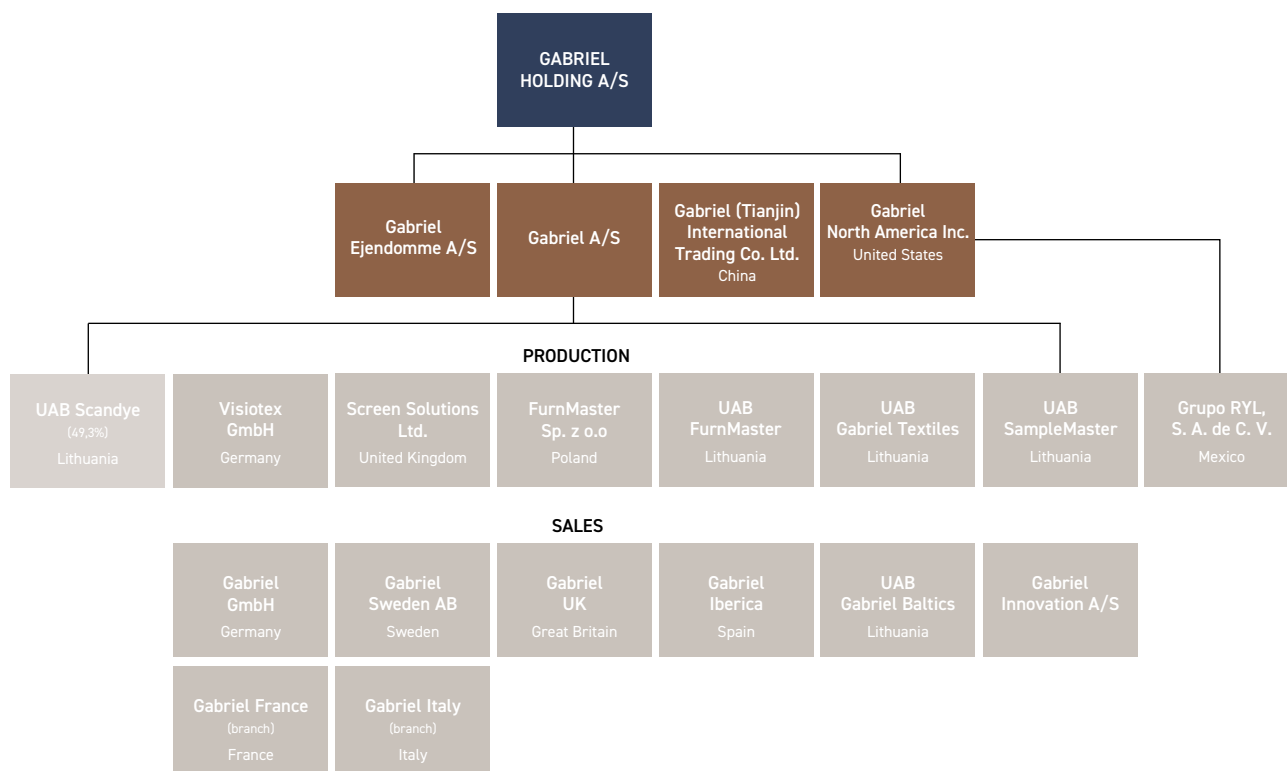 GABRIEL
HOLDING A/S
Gabriel
Ejendomme A/S
Gabriel A/S
Gabriel (Tianjin)
International
Trading Co. Ltd.
China
Gabriel
North America Inc.
United States
PRODUCTION
UAB Scandye
(49,3%)
Lithuania
Visiotex
GmbH
Germany
Screen Solutions
Ltd.
United Kingdom
FurnMaster
Sp. z o.o
Poland
UAB
FurnMaster
Lithuania
UAB
Gabriel Textiles
Lithuania
UAB
SampleMaster
Lithuania
Grupo RYL,
S. A. de C. V.
Mexico
SALES
Gabriel
GmbH
Germany
Gabriel
Sweden AB
Sweden
Gabriel
UK
Great Britain
Gabriel
Iberica
Spain
UAB
Gabriel Baltics
Lithuania
Gabriel
Innovation A/S
Gabriel France
(branch)
France
Gabriel Italy
(branch)
Italy